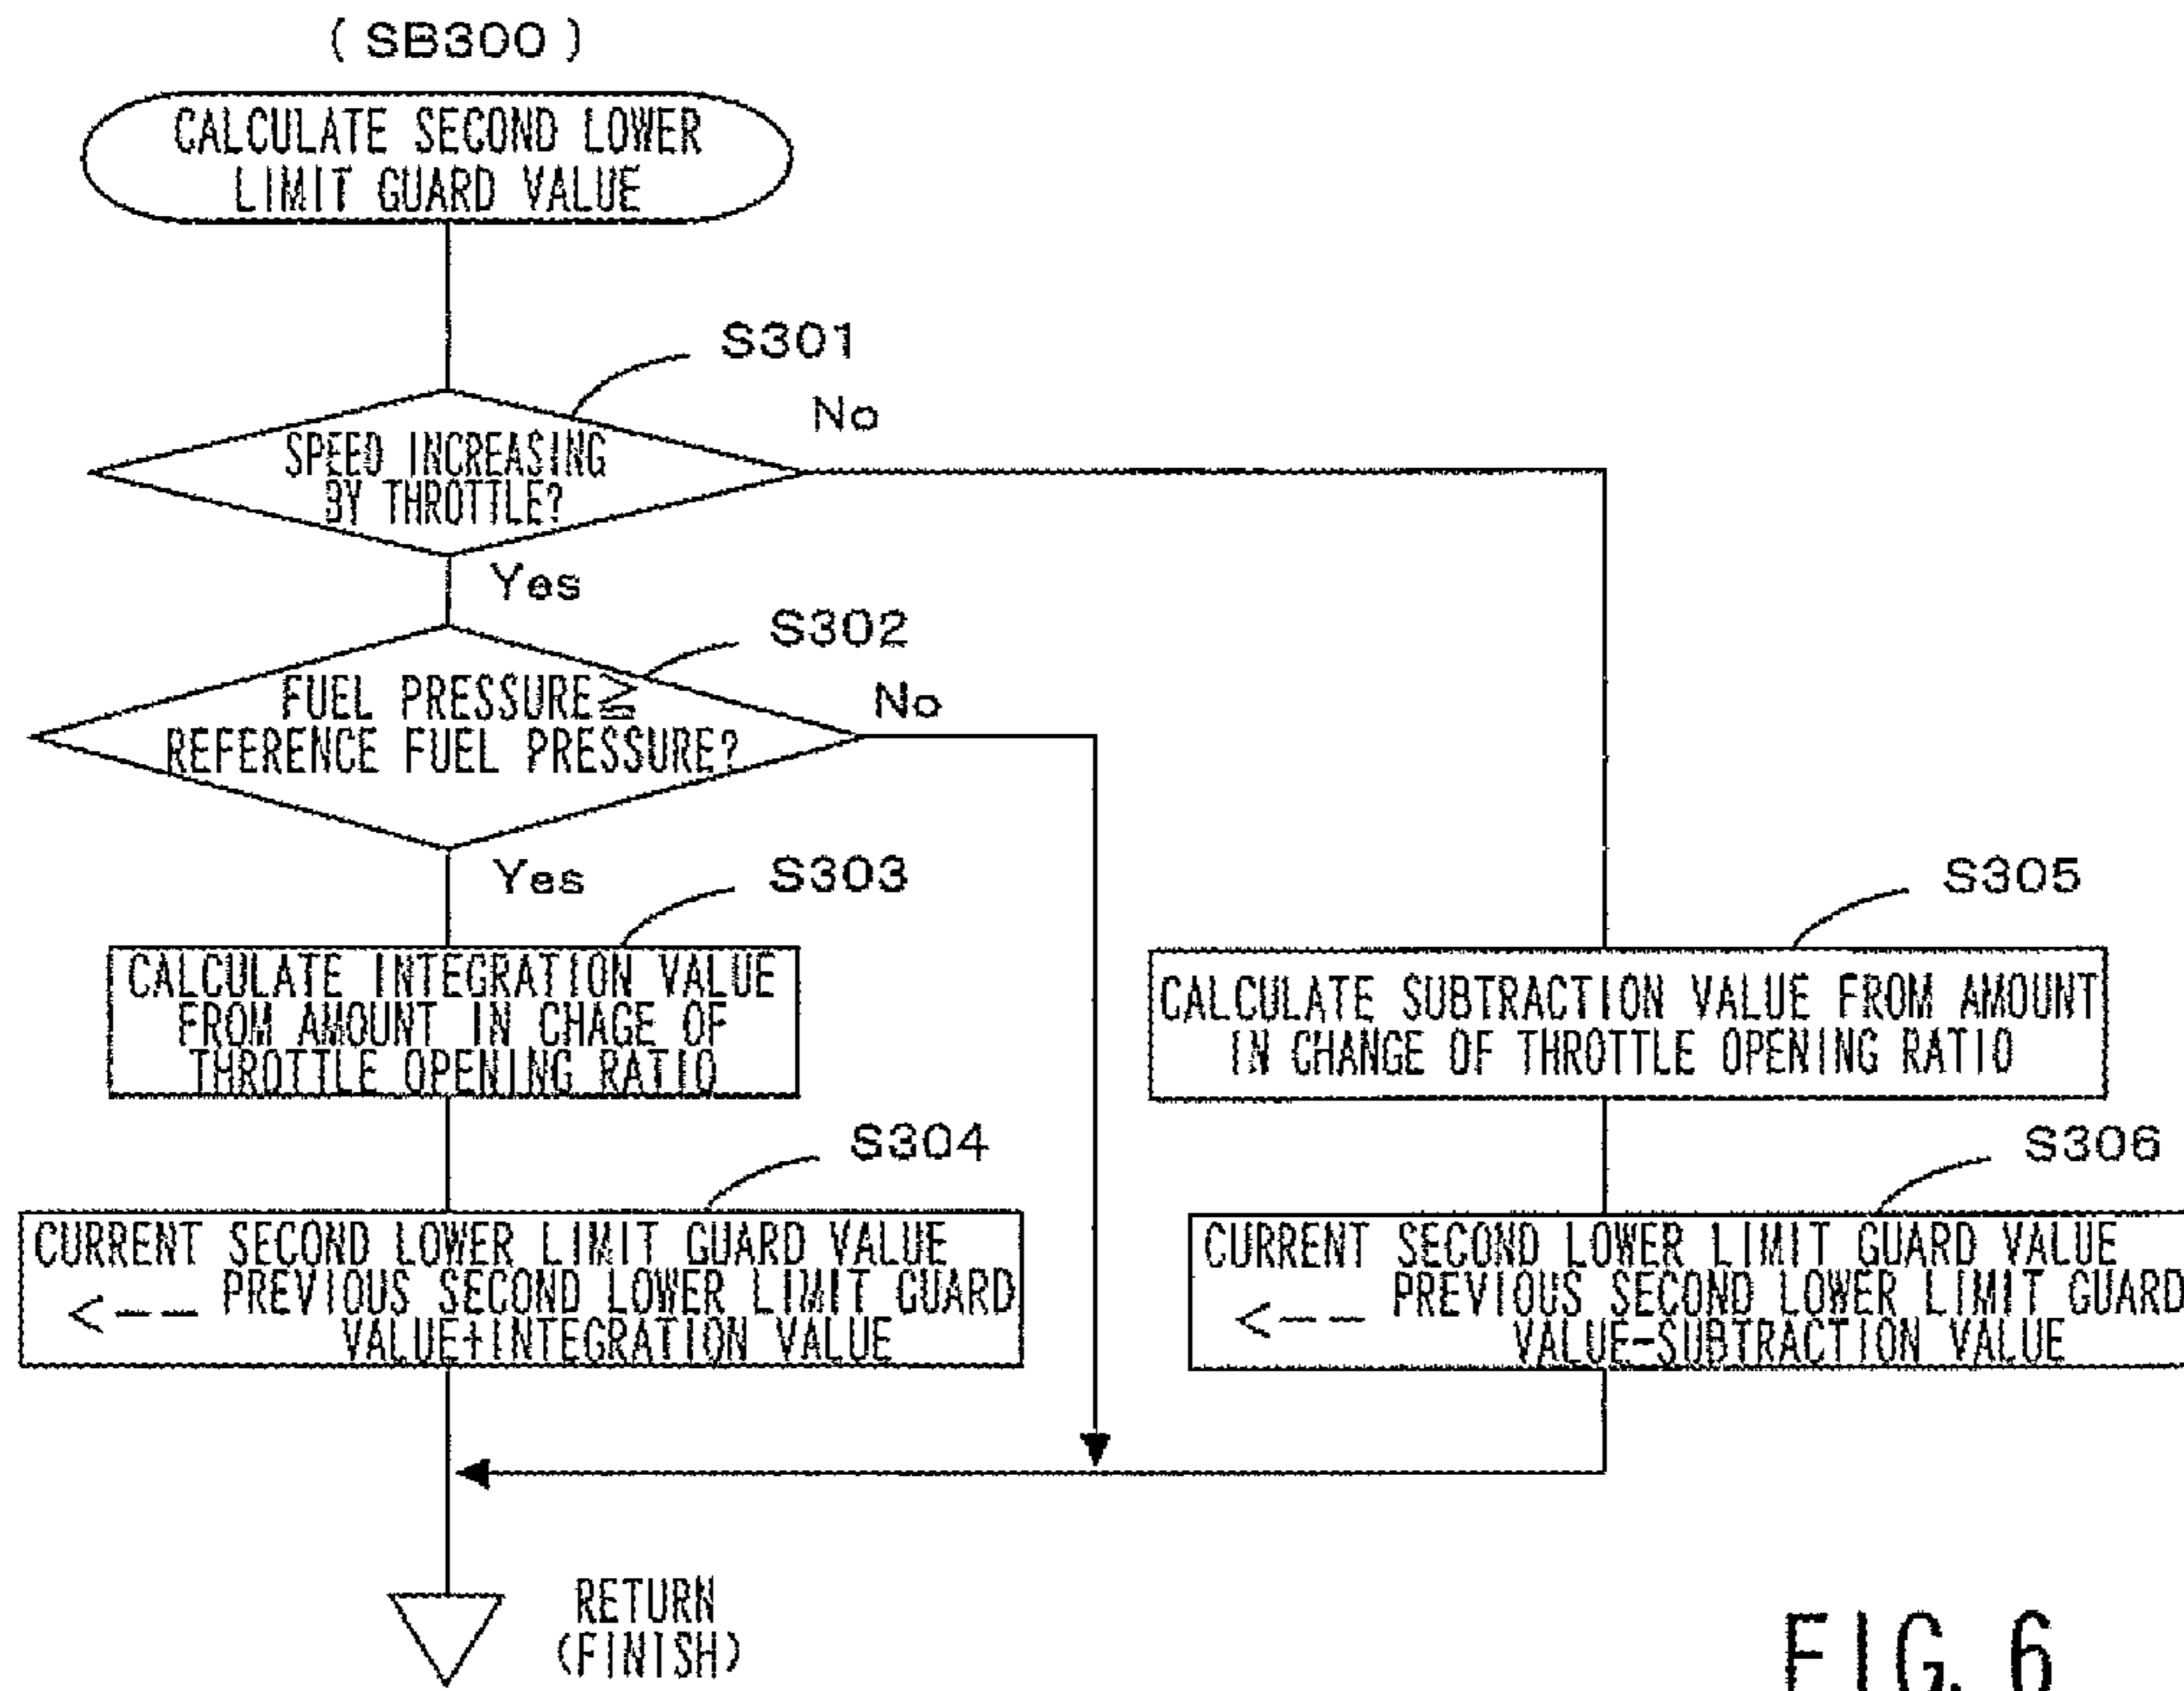 ( SB300 )
CALCULATE SECOND LOWER
LIMIT GUARD VALUE
S301
No
SPEED INCREASING
BY THROTTLE?
Yes
S302
No
FUEL PRESSURE≧
REFERENCE FUEL PRESSURE?
Yes
S303
CALCULATE INTEGRATION VALUE
FROM AMOUNT IN CHAGE OF
THROTTLE OPENING RATIO
S305
CALCULATE SUBTRACTION VALUE FROM AMOUNT
IN CHANGE OF THROTTLE OPENING RATIO
S304
CURRENT SECOND LOWER LIMIT GUARD VALUE
<-- PREVIOUS SECOND LOWER LIMIT GUARD
VALUE+INTEGRATION VALUE
S306
CURRENT SECOND LOWER LIMIT GUARD VALUE
<-- PREVIOUS SECOND LOWER LIMIT GUARD
VALUE-SUBTRACTION VALUE
RETURN
(FINISH)
FIG. 6